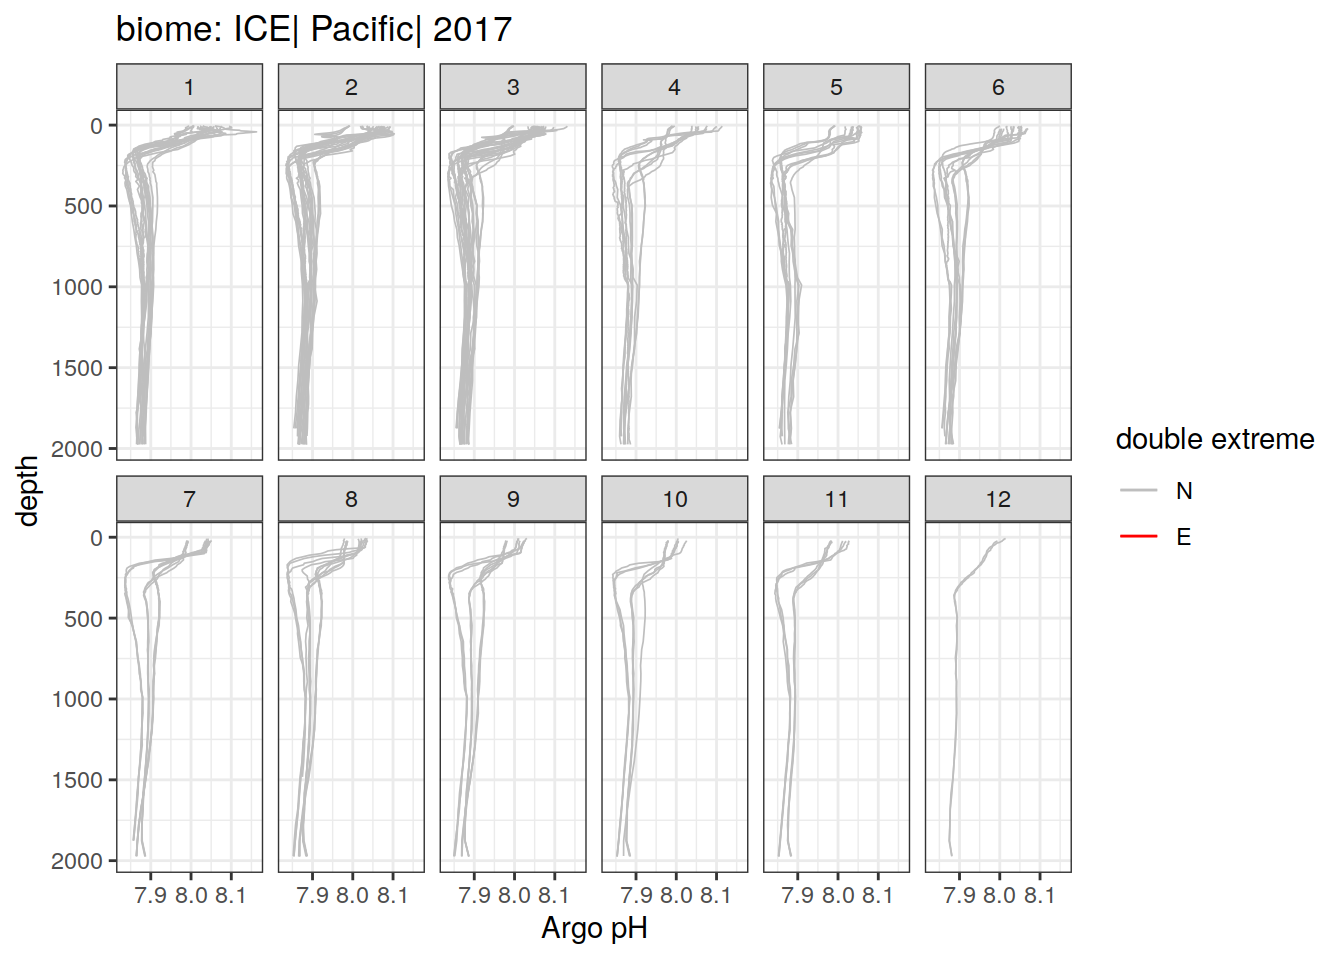 biome: ICE| Pacific| 2017
1 2 3 4 5 6
0
500
1000
1500
2000
7 8 9 10 11 12
0
500
1000
1500
2000
7.9 8.0 8.1 7.9 8.0 8.1 7.9 8.0 8.1 7.9 8.0 8.1 7.9 8.0 8.1 7.9 8.0 8.1
Argo pH
depth
double extreme
N
E